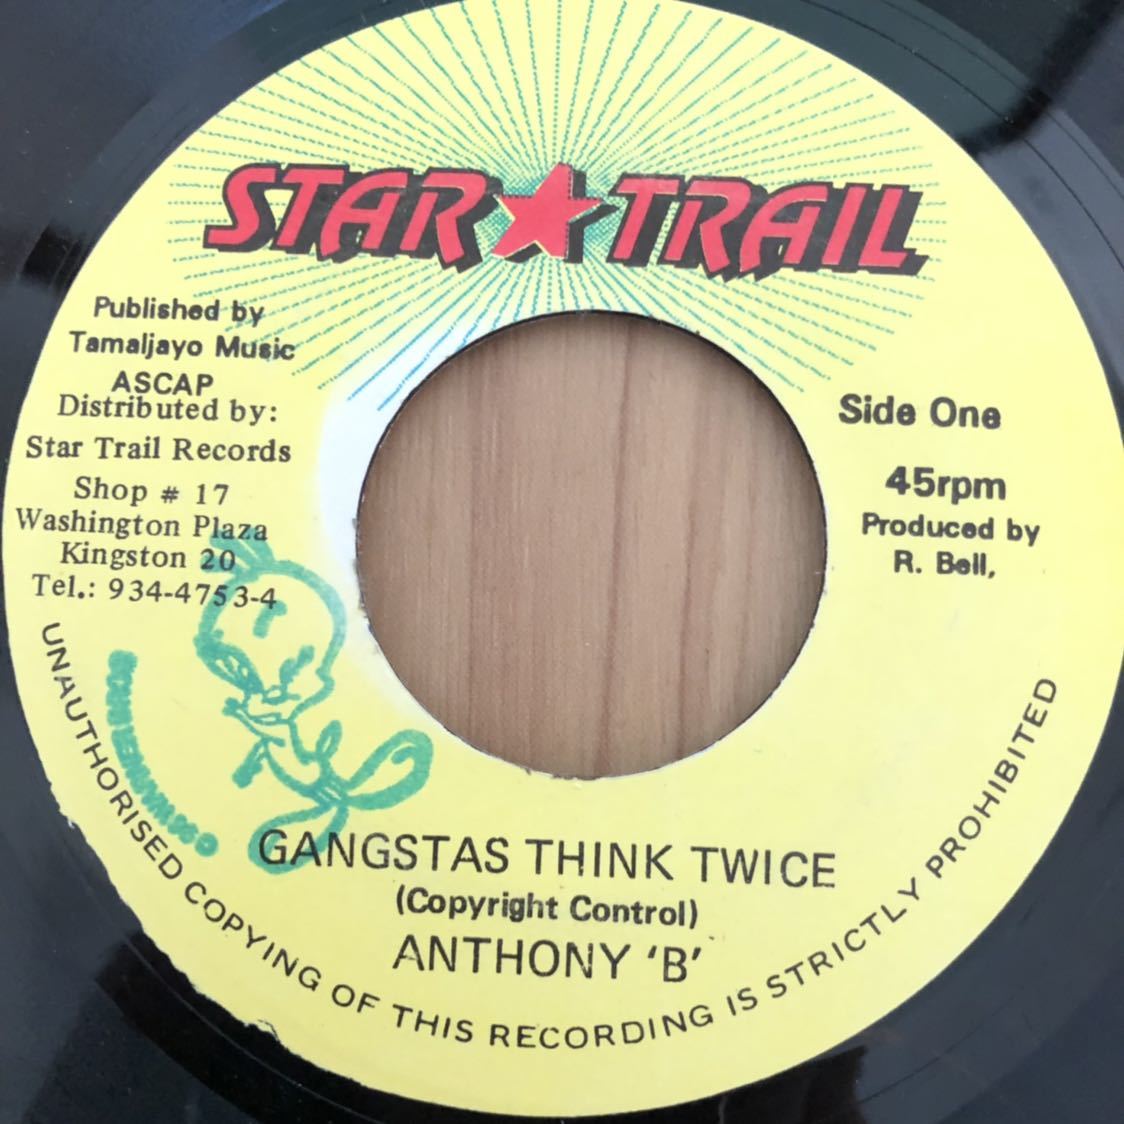 STAR TRAIL
Published by
Tamaljayo Music
ASCAP
Distributed by:
Star Trail Records
Shop # 17
Washington Plaza
Kingston 20
Tel.: 934-4753-4
Side One
45rpm
Produced by
R. Bell,
GANGSTAS THINK TWICE
(Copyright Control)
ANTHONY 'B'
UNAUTHORISED COPYING OF THIS RECORDING IS STRICTLY PROHIBITED